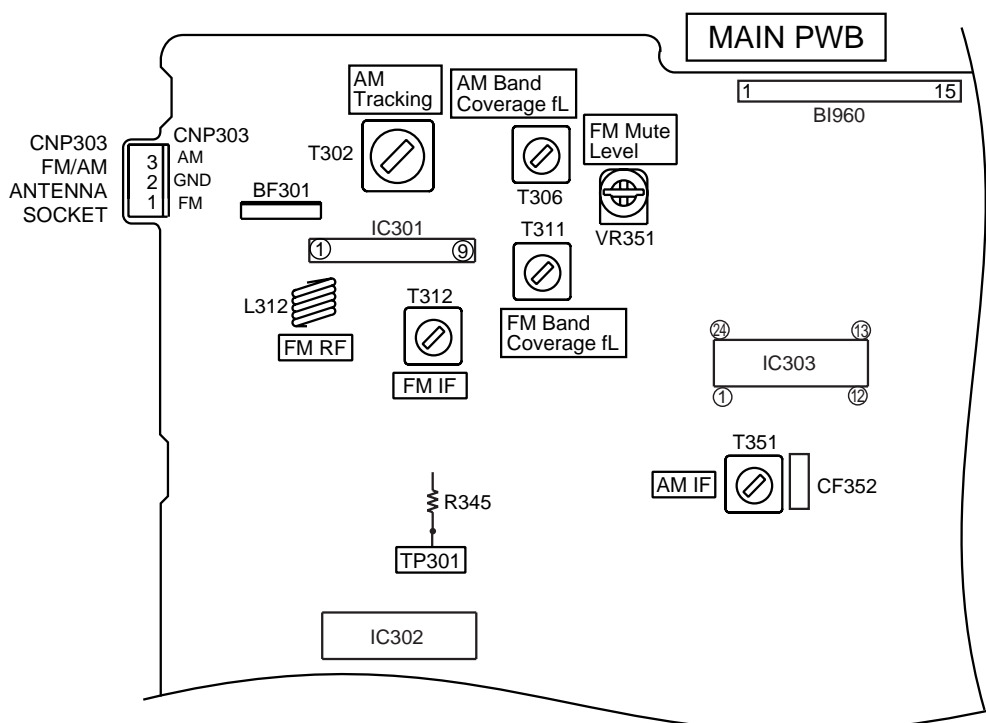 MAIN PWB
AM
Tracking
AM Band
Coverage fL
1 15
BI960
FM Mute
Level
CNP303
FM/AM
ANTENNA
SOCKET
CNP303
3 AM
2 GND
1 FM
T302
T306
VR351
BF301
IC301
1 9
T311
L312
FM RF
T312
FM IF
FM Band
Coverage fL
24 13
IC303
1 12
T351
AM IF
CF352
R345
TP301
IC302